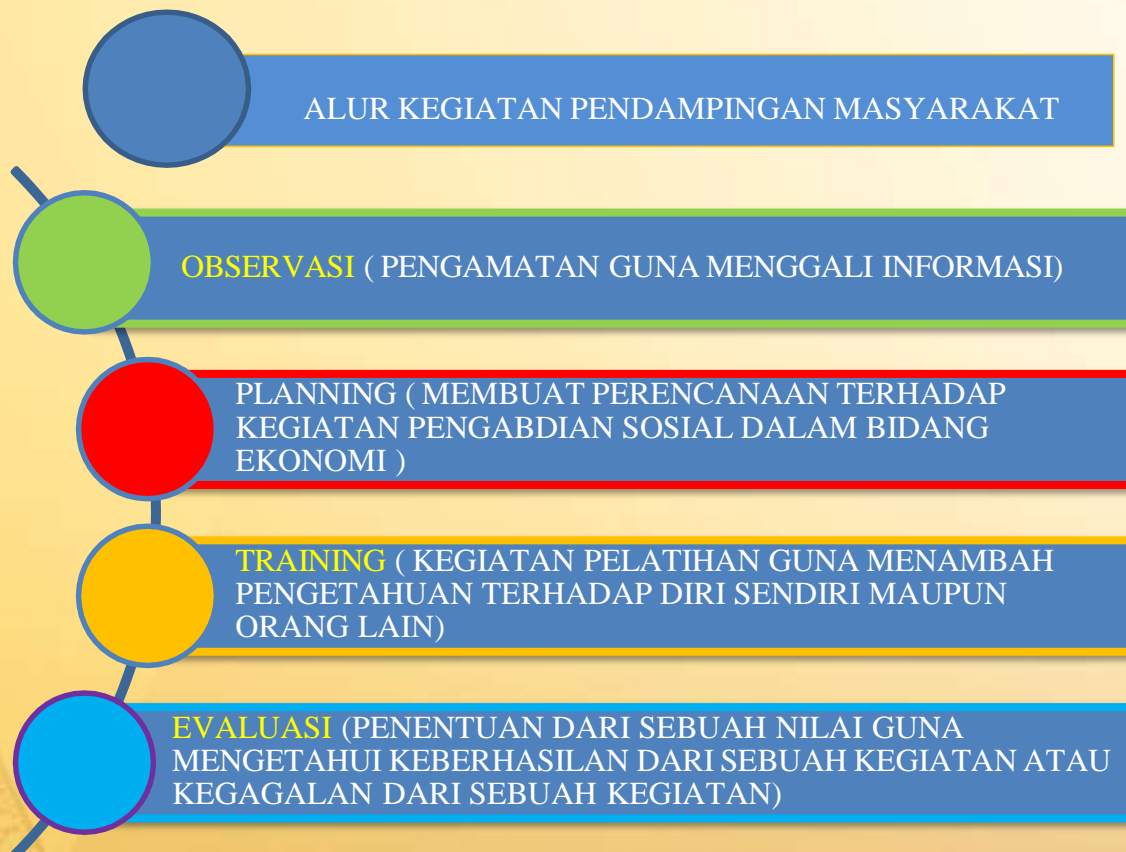 ALUR KEGIATAN PENDAMPINGAN MASYARAKAT
OBSERVASI ( PENGAMATAN GUNA MENGGALI INFORMASI)
PLANNING ( MEMBUAT PERENCANAAN TERHADAP
KEGIATAN PENGABDIAN SOSIAL DALAM BIDANG
EKONOMI )
TRAINING ( KEGIATAN PELATIHAN GUNA MENAMBAH
PENGETAHUAN TERHADAP DIRI SENDIRI MAUPUN
ORANG LAIN)
EVALUASI (PENENTUAN DARI SEBUAH NILAI GUNA
MENGETAHUI KEBERHASILAN DARI SEBUAH KEGIATAN ATAU
KEGAGALAN DARI SEBUAH KEGIATAN)